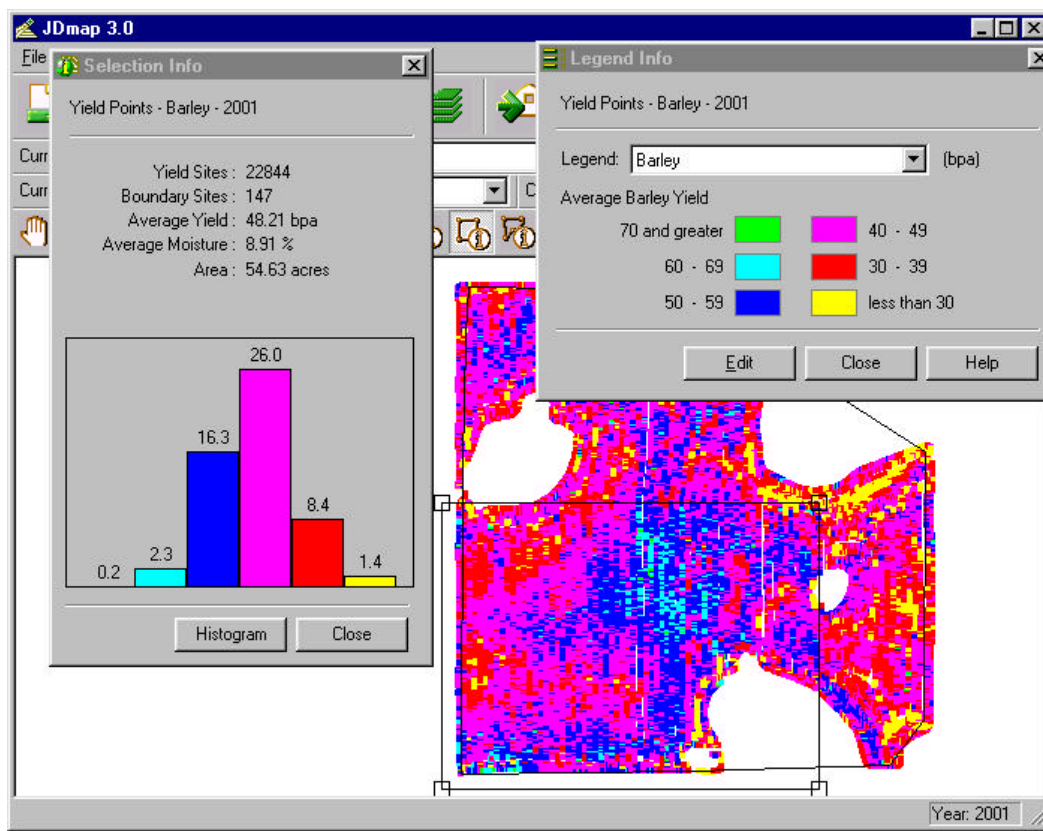 JDmap 3.0
File
Selection Info
Yield Points - Barley - 2001
Yield Sites : 22844
Boundary Sites : 147
Average Yield : 48.21 bpa
Average Moisture : 8.91 %
Area : 54.63 acres
0.2
2.3
16.3
26.0
8.4
1.4
Histogram Close
Legend Info
Yield Points - Barley - 2001
Legend: Barley (bpa)
Average Barley Yield
70 and greater 40 - 49
60 - 69 30 - 39
50 - 59 less than 30
Edit Close Help
Curr
Curr C
Year: 2001